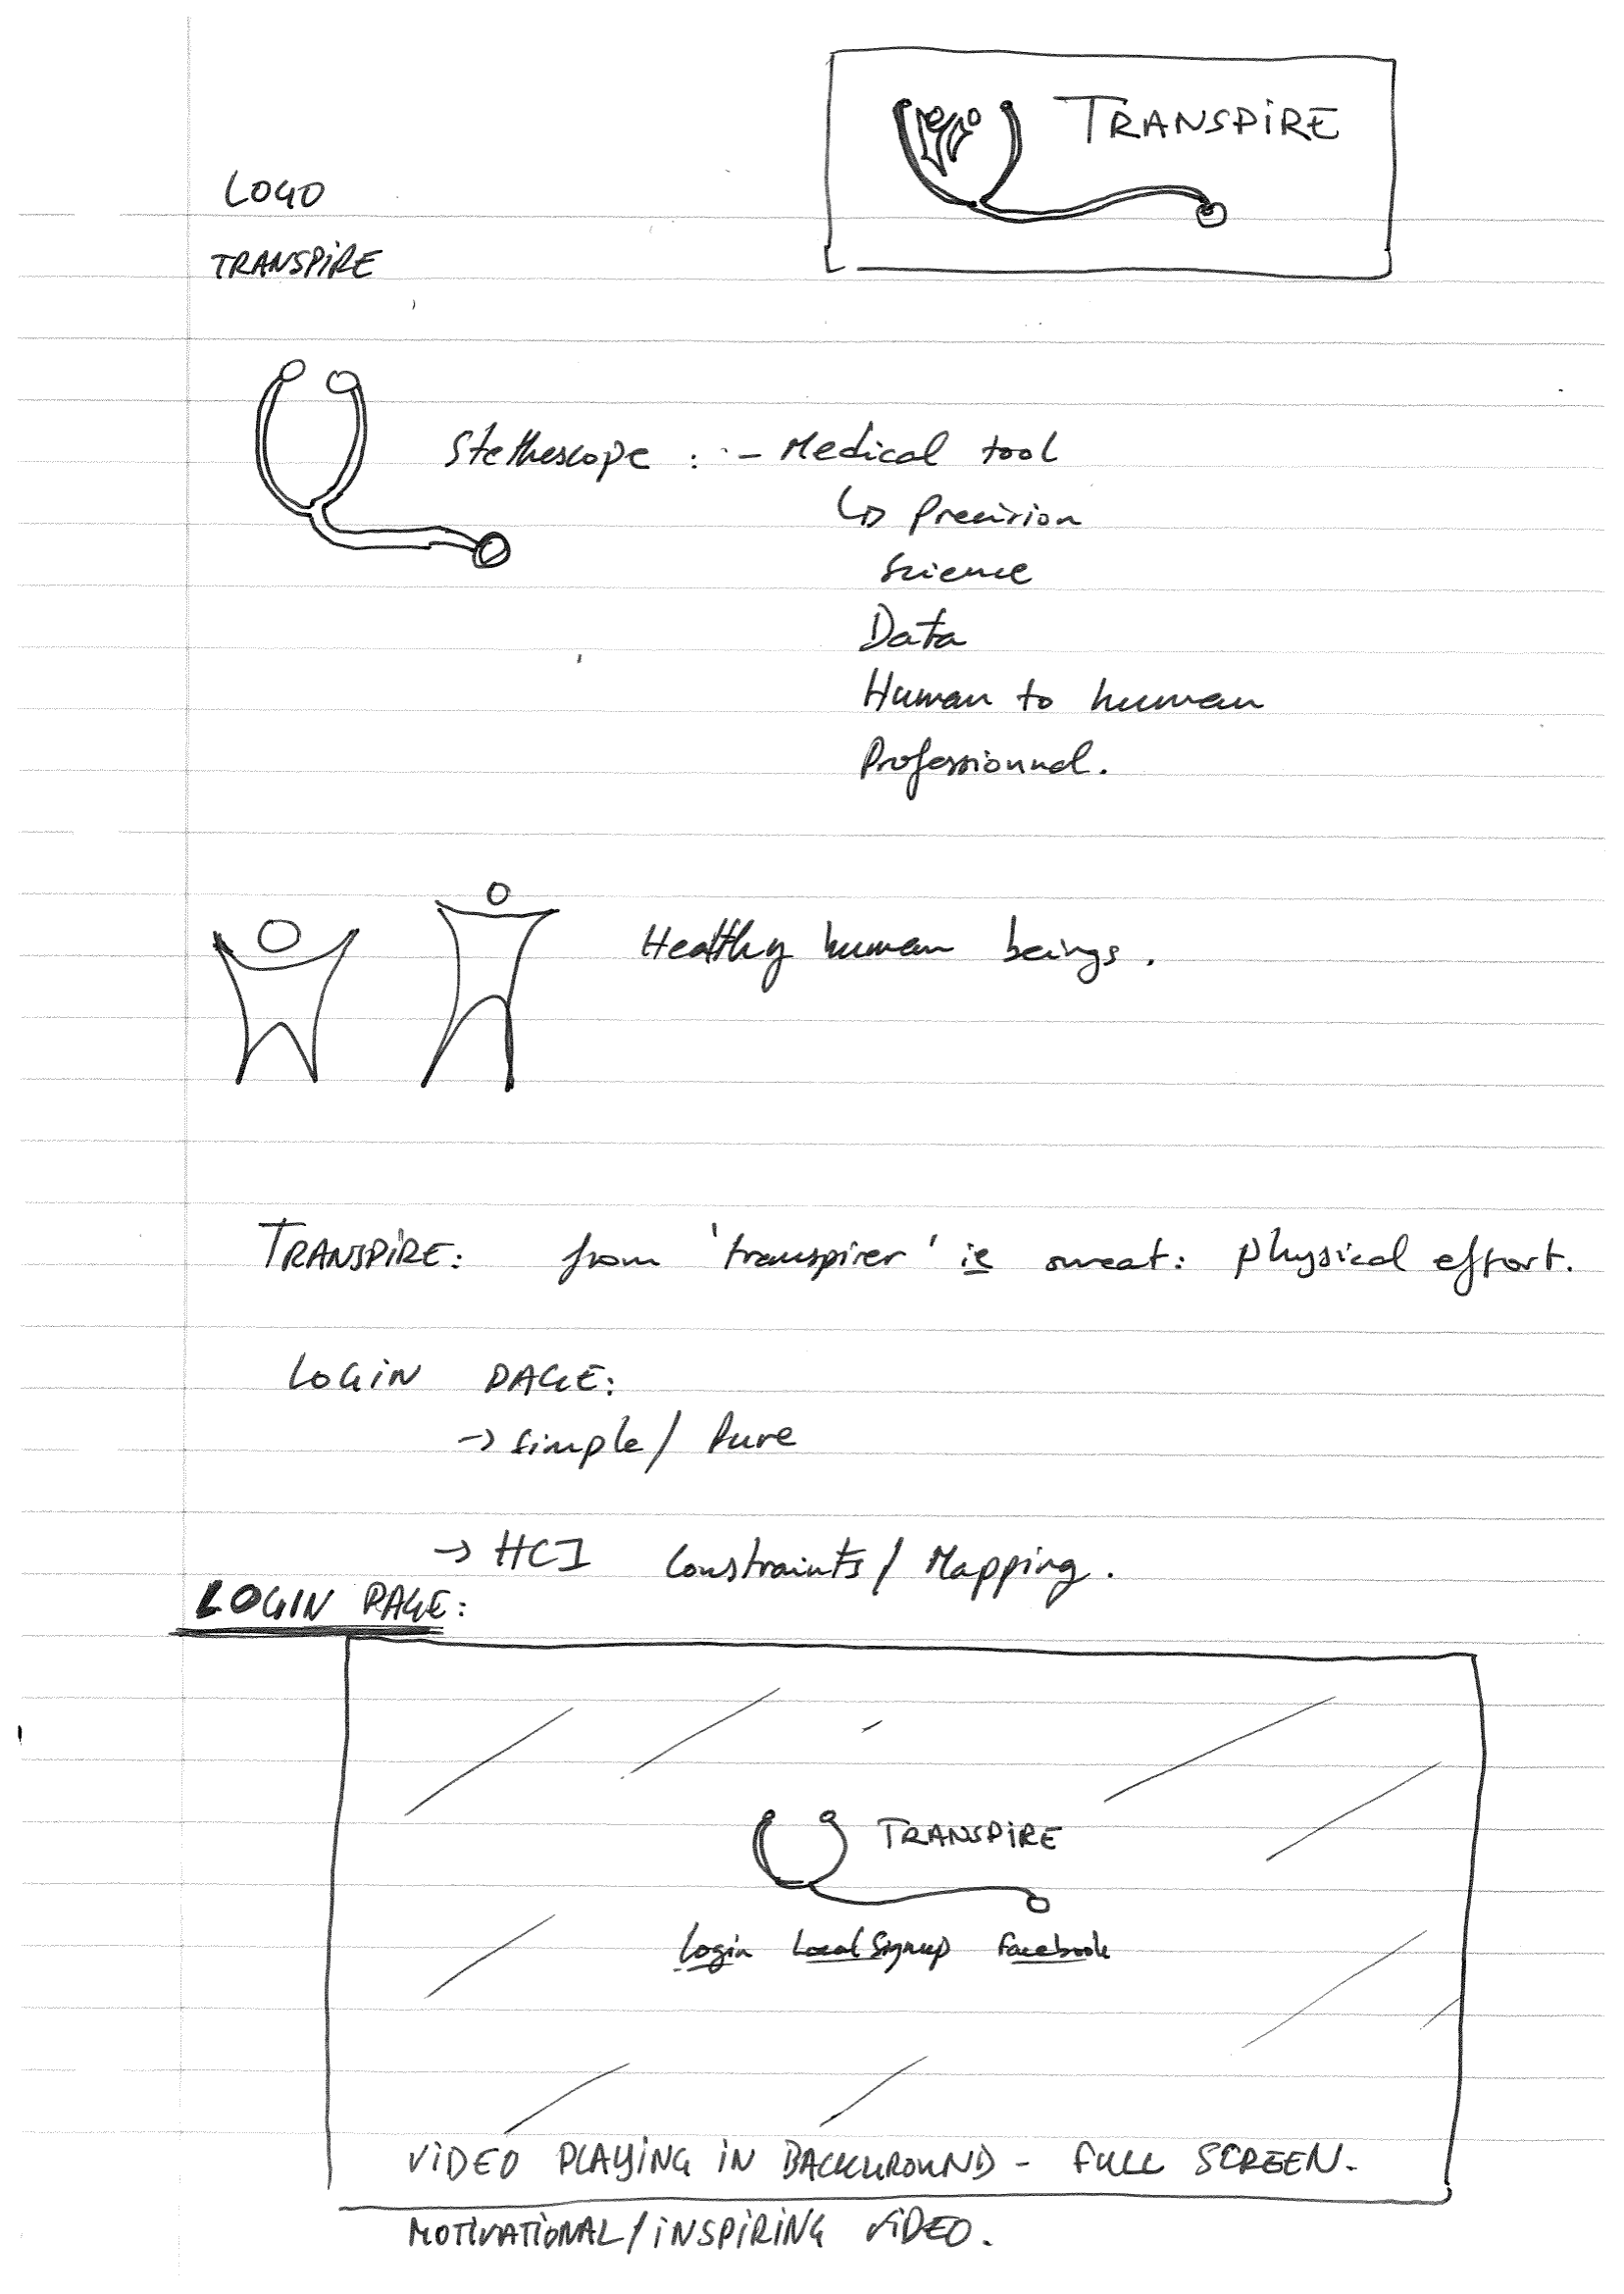 TRANSPiRE
LOGO
TRANSPiRE
Stethescope : - Medical tool
↳ Precision
Science
Data
Human to human
Professionnal.
Healthy human beings.
TRANSPiRE: from 'transpirer' ie sweat: physical effort.
LOGiN PAGE:
→ simple / Pure
→ HCI Constraints / Mapping.
LOGIN PAGE:
TRANSPiRE
Login Local Signup Facebook
ViDEO PLAYiNG iN BACKGROUND - FULL SCREEN.
MOTiVATiONAL / iNSPiRiNG ViDEO.